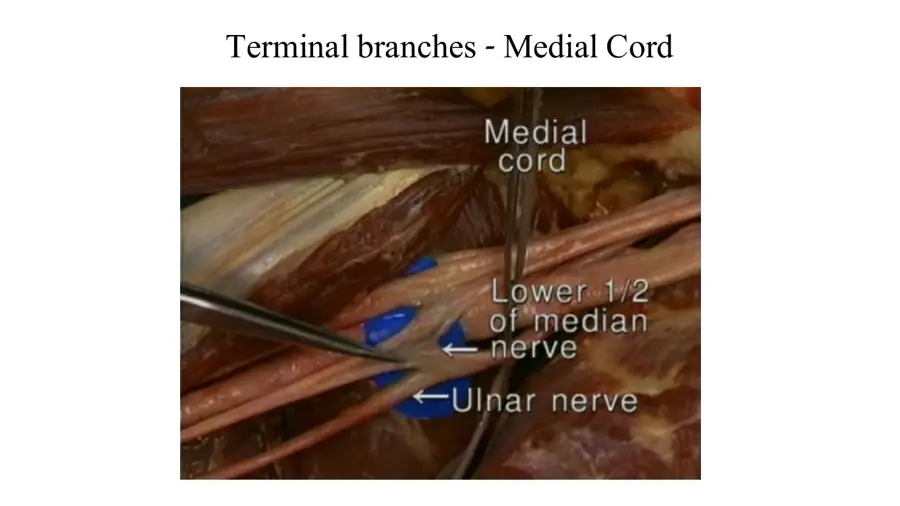 Terminal branches - Medial Cord
Medial
cord
Lower 1/2
of median
← nerve
←Ulnar nerve